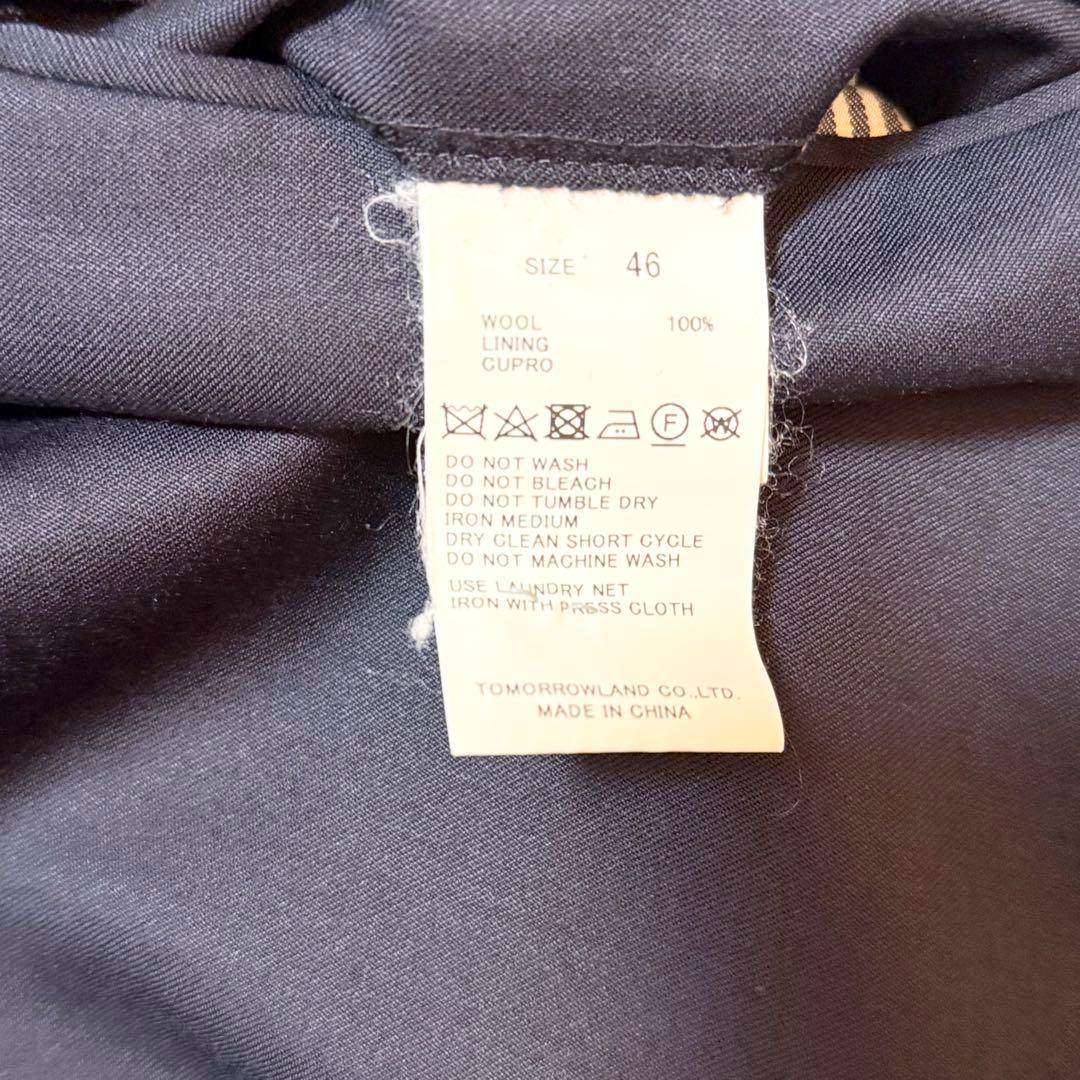 SIZE 46
WOOL 100%
LINING
CUPRO
F W
DO NOT WASH
DO NOT BLEACH
DO NOT TUMBLE DRY
IRON MEDIUM
DRY CLEAN SHORT CYCLE
DO NOT MACHINE WASH
USE LAUNDRY NET
IRON WITH PRESS CLOTH
TOMORROWLAND CO.,LTD.
MADE IN CHINA